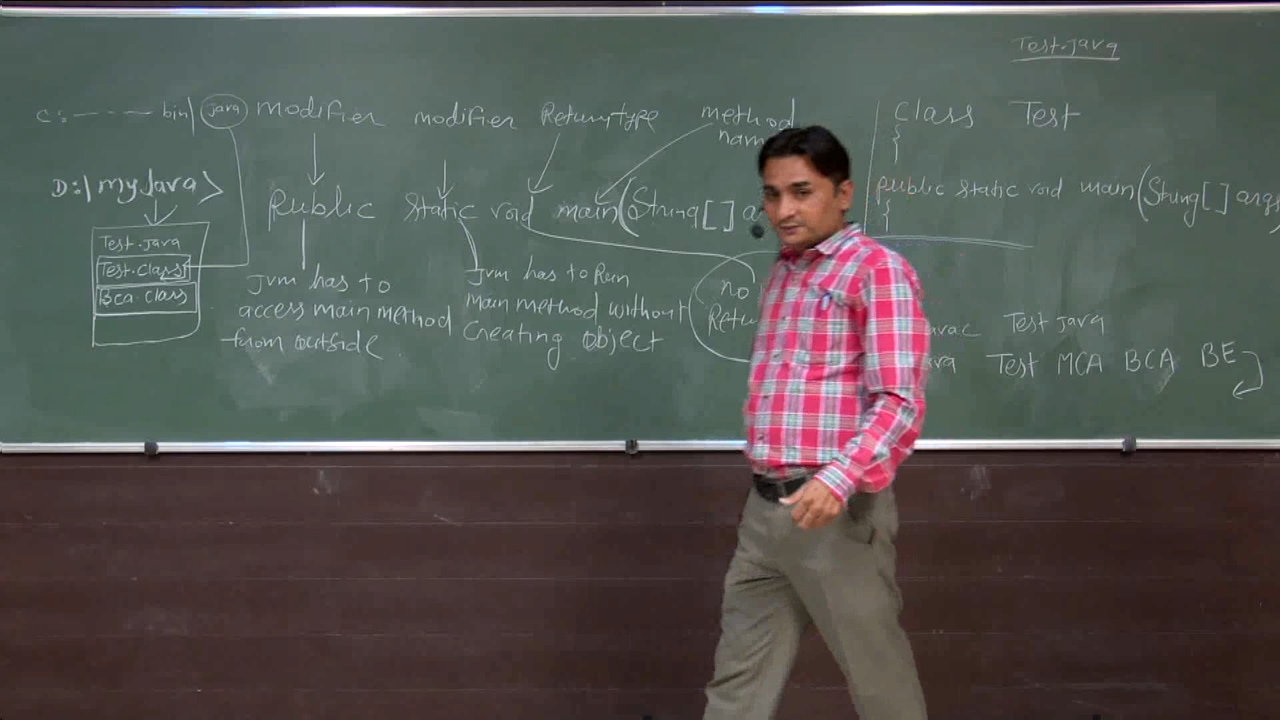 Test.java
c:----bin\ java modifier modifier Return type method name
D:\myJava>
Public static void main(String[]
Test.java
Test.class
Bca.class
Jvm has to
access main method
from outside
Jvm has to Run
Main method without
Creating object
no
Class Test
{
public static void main(String[] args
{
Test java
Test MCA BCA BE